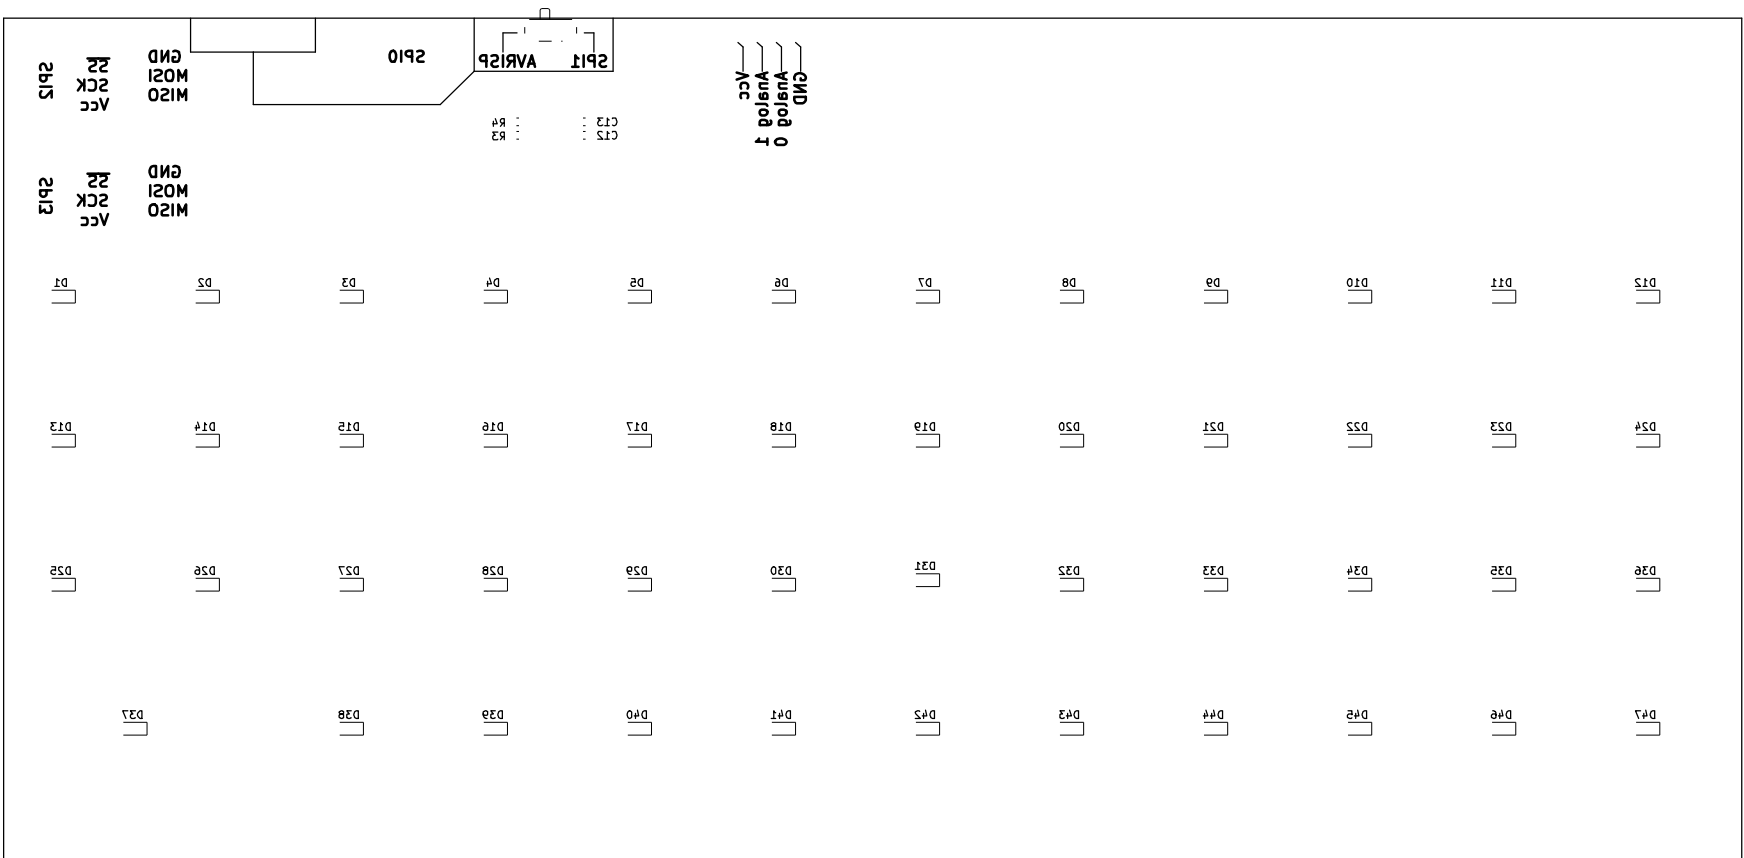 SPI2
SS
SCK
Vcc
GND
MOSI
MISO
SPI0
AVRISP
SPI1
Vcc
Analog 1
Analog 0
GND
R4
C13
R3
C12
SPI3
SS
SCK
Vcc
GND
MOSI
MISO
D1 D2 D3 D4 D5 D6 D7 D8 D9 D10 D11 D12
D13 D14 D15 D16 D17 D18 D19 D20 D21 D22 D23 D24
D25 D26 D27 D28 D29 D30 D31 D32 D33 D34 D35 D36
D37 D38 D39 D40 D41 D42 D43 D44 D45 D46 D47